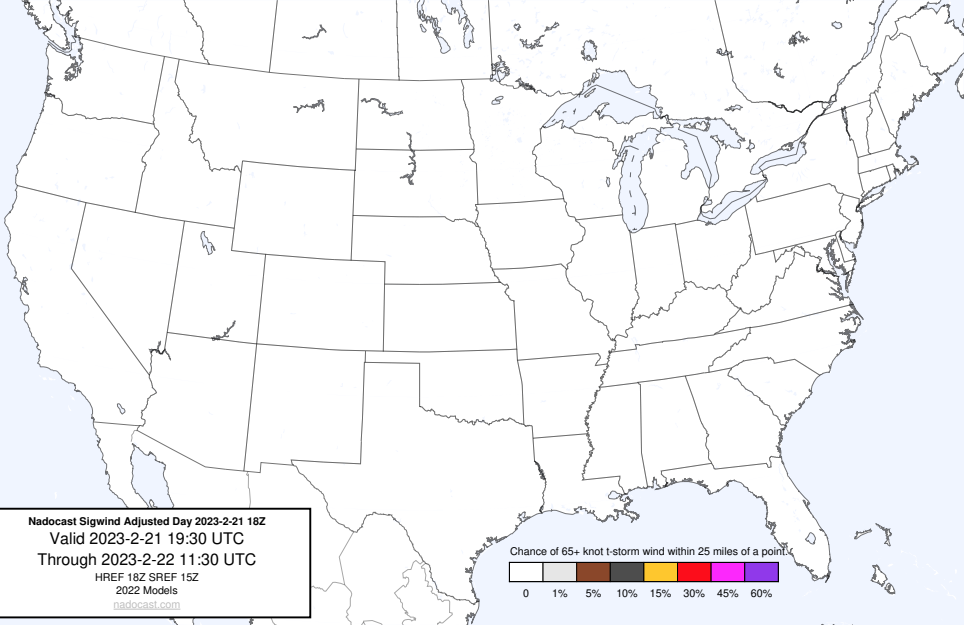 Nadocast Sigwind Adjusted Day 2023-2-21 18Z
Valid 2023-2-21 19:30 UTC
Through 2023-2-22 11:30 UTC
HREF 18Z SREF 15Z
2022 Models
nadocast.com
Chance of 65+ knot t-storm wind within 25 miles of a point.
0 1% 5% 10% 15% 30% 45% 60%